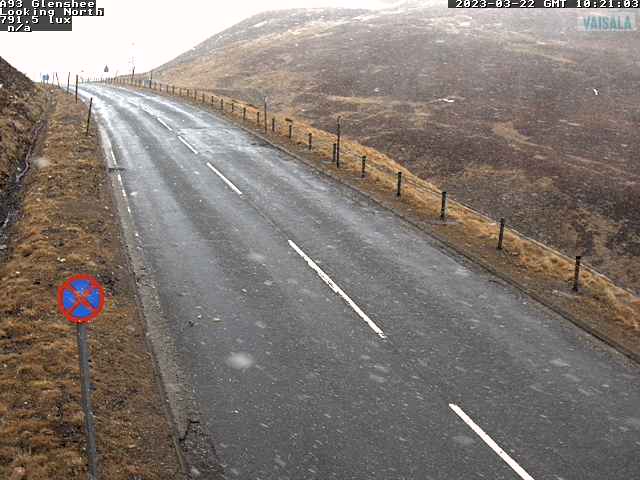 A93 Glenshee
Looking North
791.5 lux
n/a
2023-03-22 GMT 10:21:03
VAISALA